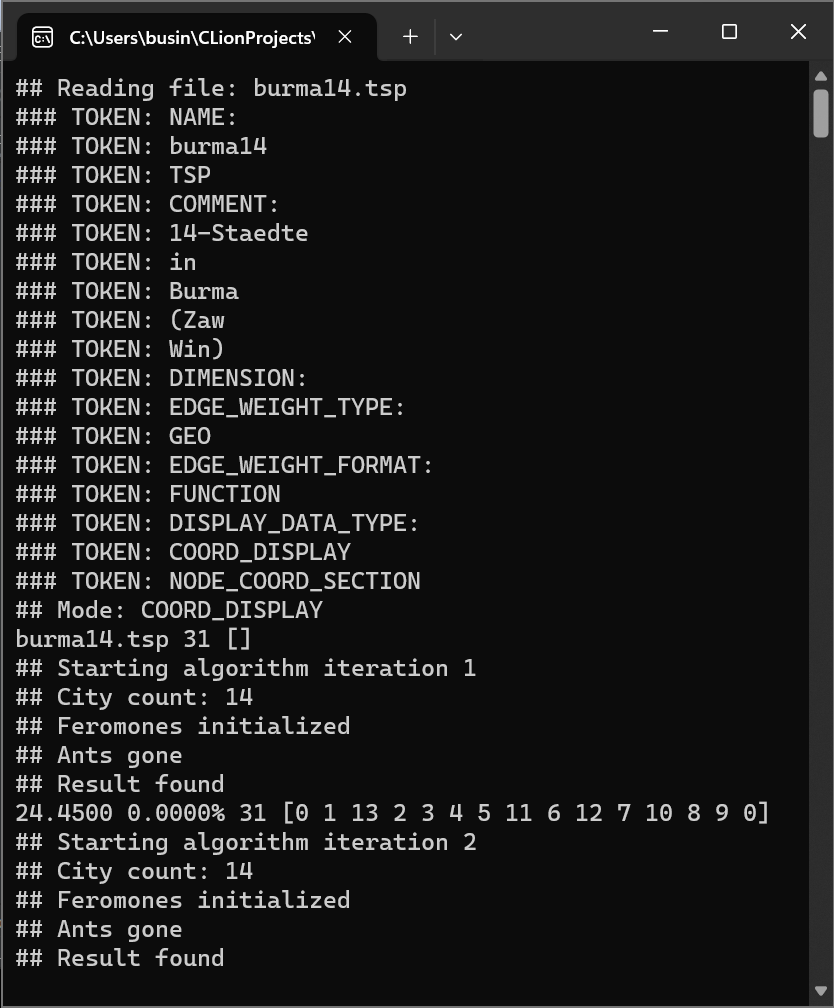 C:\Users\busin\CLionProjects\
## Reading file: burma14.tsp
### TOKEN: NAME:
### TOKEN: burma14
### TOKEN: TSP
### TOKEN: COMMENT:
### TOKEN: 14-Staedte
### TOKEN: in
### TOKEN: Burma
### TOKEN: (Zaw
### TOKEN: Win)
### TOKEN: DIMENSION:
### TOKEN: EDGE_WEIGHT_TYPE:
### TOKEN: GEO
### TOKEN: EDGE_WEIGHT_FORMAT:
### TOKEN: FUNCTION
### TOKEN: DISPLAY_DATA_TYPE:
### TOKEN: COORD_DISPLAY
### TOKEN: NODE_COORD_SECTION
## Mode: COORD_DISPLAY
burma14.tsp 31 []
## Starting algorithm iteration 1
## City count: 14
## Feromones initialized
## Ants gone
## Result found
24.4500 0.0000% 31 [0 1 13 2 3 4 5 11 6 12 7 10 8 9 0]
## Starting algorithm iteration 2
## City count: 14
## Feromones initialized
## Ants gone
## Result found